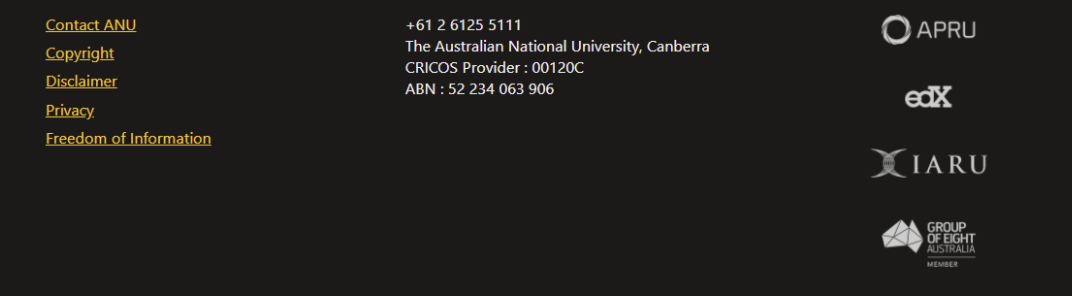 Contact ANU
Copyright
Disclaimer
Privacy
Freedom of Information
+61 2 6125 5111
The Australian National University, Canberra
CRICOS Provider : 00120C
ABN : 52 234 063 906
APRU
edX
IARU
GROUP
OF EIGHT
AUSTRALIA
MEMBER